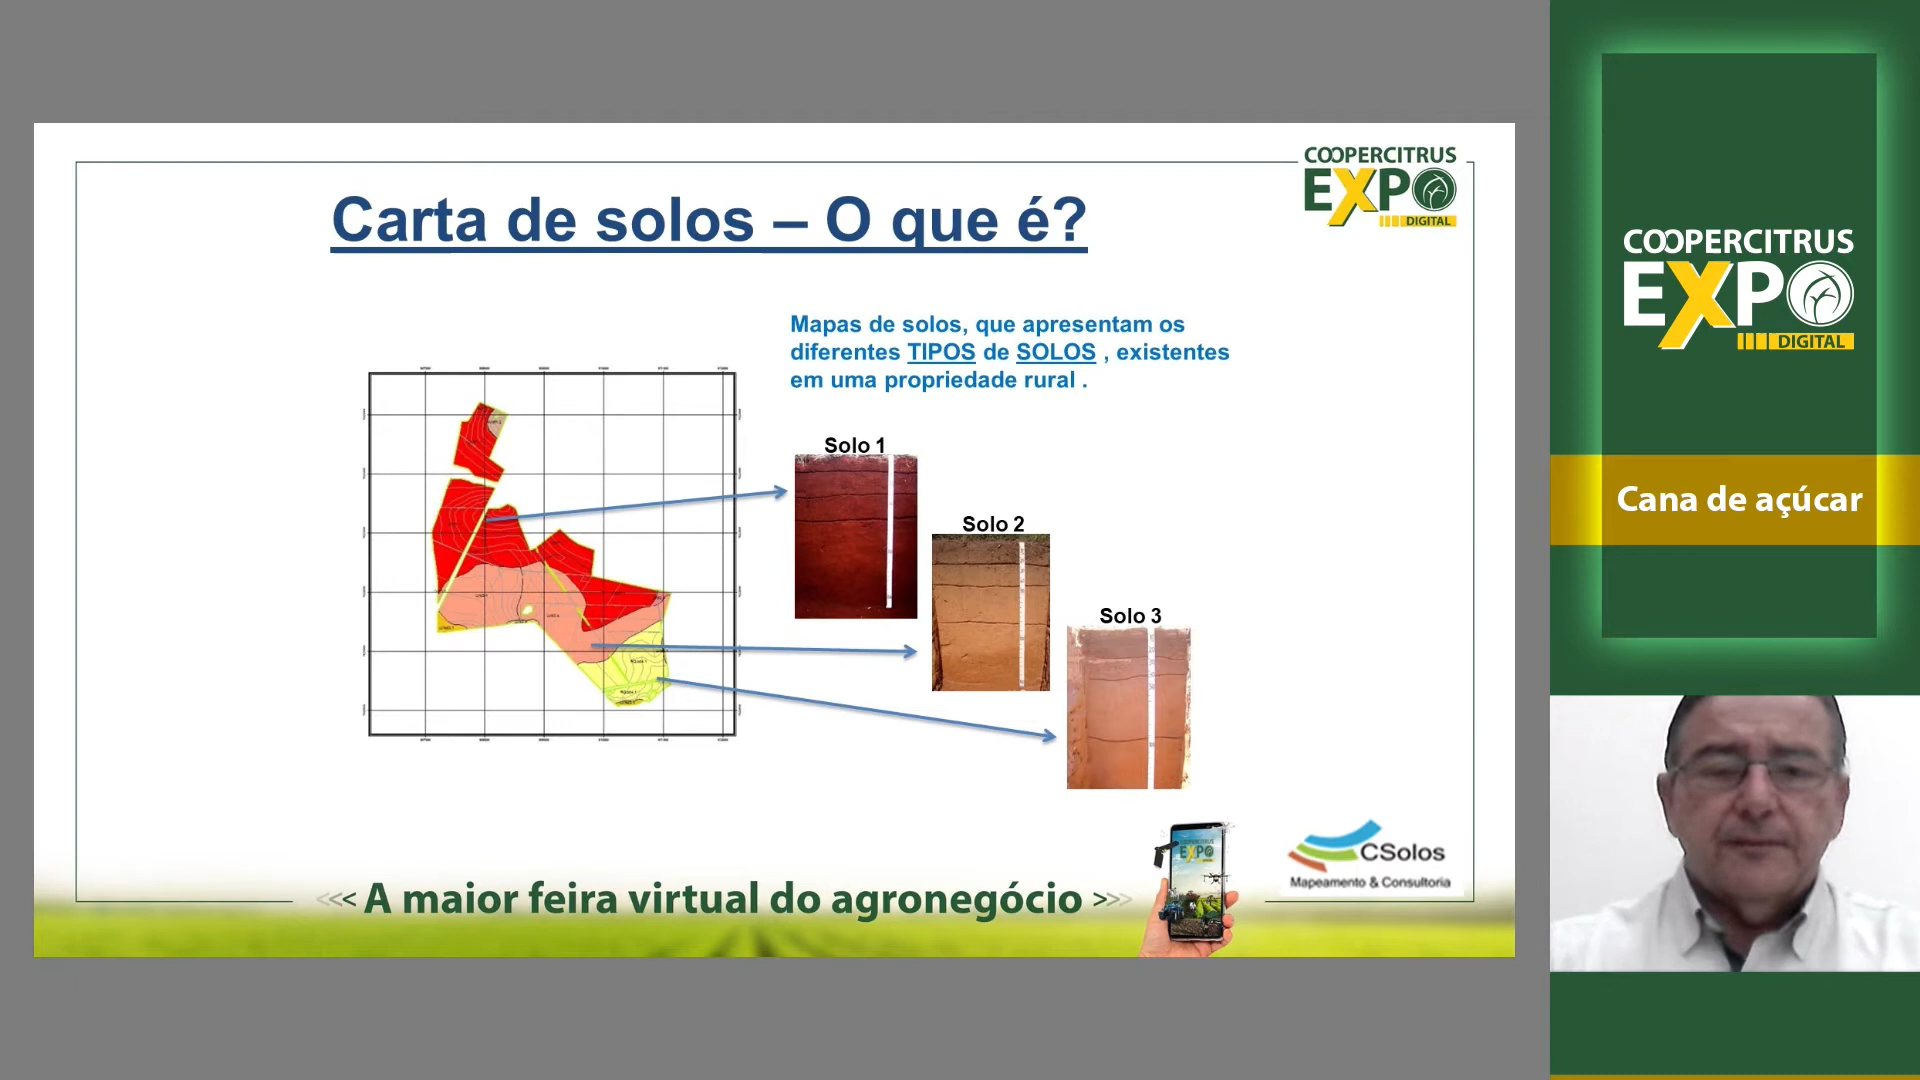 Carta de solos – O que é?
COOPERCITRUS
EXPO
DIGITAL
Mapas de solos, que apresentam os
diferentes TIPOS de SOLOS , existentes
em uma propriedade rural .
Solo 1
Solo 2
Solo 3
<<< A maior feira virtual do agronegócio >>>
EXPO
CSolos
Mapeamento & Consultoria
COOPERCITRUS
EXPO
DIGITAL
Cana de açúcar